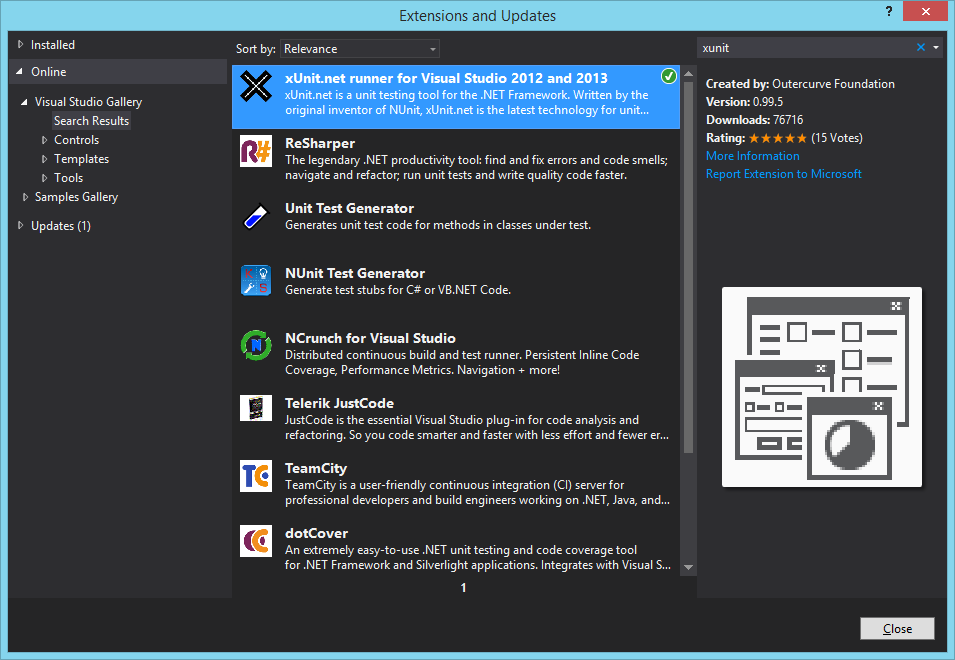 Extensions and Updates
?
Installed
Online
Visual Studio Gallery
Search Results
Controls
Templates
Tools
Samples Gallery
Updates (1)
Sort by: Relevance
xUnit.net runner for Visual Studio 2012 and 2013
xUnit.net is a unit testing tool for the .NET Framework. Written by the
original inventor of NUnit, xUnit.net is the latest technology for unit...
R#
ReSharper
The legendary .NET productivity tool: find and fix errors and code smells;
navigate and refactor; run unit tests and write quality code faster.
Unit Test Generator
Generates unit test code for methods in classes under test.
NUnit Test Generator
Generate test stubs for C# or VB.NET Code.
N
NCrunch for Visual Studio
Distributed continuous build and test runner. Persistent Inline Code
Coverage, Performance Metrics. Navigation + more!
Telerik JustCode
JustCode is the essential Visual Studio plug-in for code analysis and
refactoring. So you code smarter and faster with less effort and fewer er...
TC
TeamCity
TeamCity is a user-friendly continuous integration (CI) server for
professional developers and build engineers working on .NET, Java, and...
dotCover
An extremely easy-to-use .NET unit testing and code coverage tool
for .NET Framework and Silverlight applications. Integrates with Visual S...
1
xunit
Created by: Outercurve Foundation
Version: 0.99.5
Downloads: 76716
Rating: (15 Votes)
More Information
Report Extension to Microsoft
Close